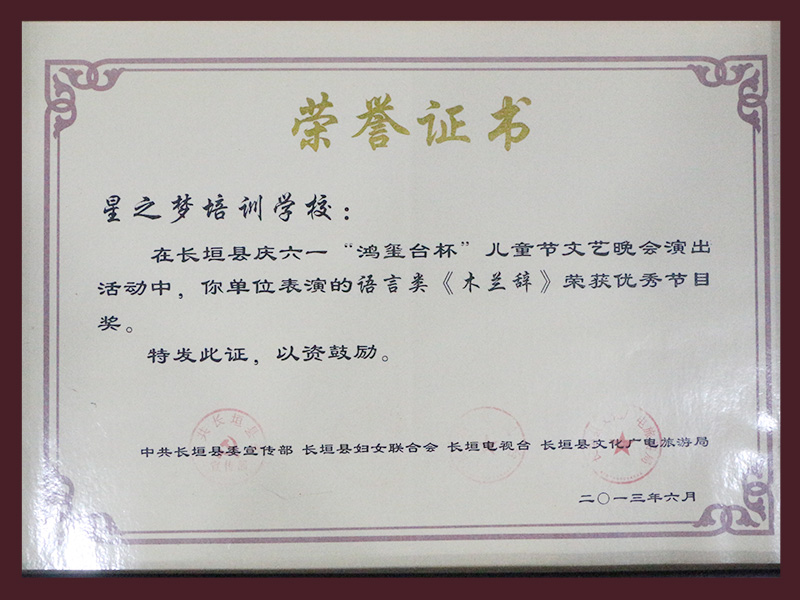 荣誉证书
星之梦培训学校：
在长垣县庆六一“鸿玺台杯”儿童节文艺晚会演出
活动中，你单位表演的语言类《木兰辞》荣获优秀节目
奖。
特发此证，以资鼓励。
中共长垣县委宣传部 长垣县妇女联合会 长垣电视台 长垣县文化广电旅游局
二〇一三年六月